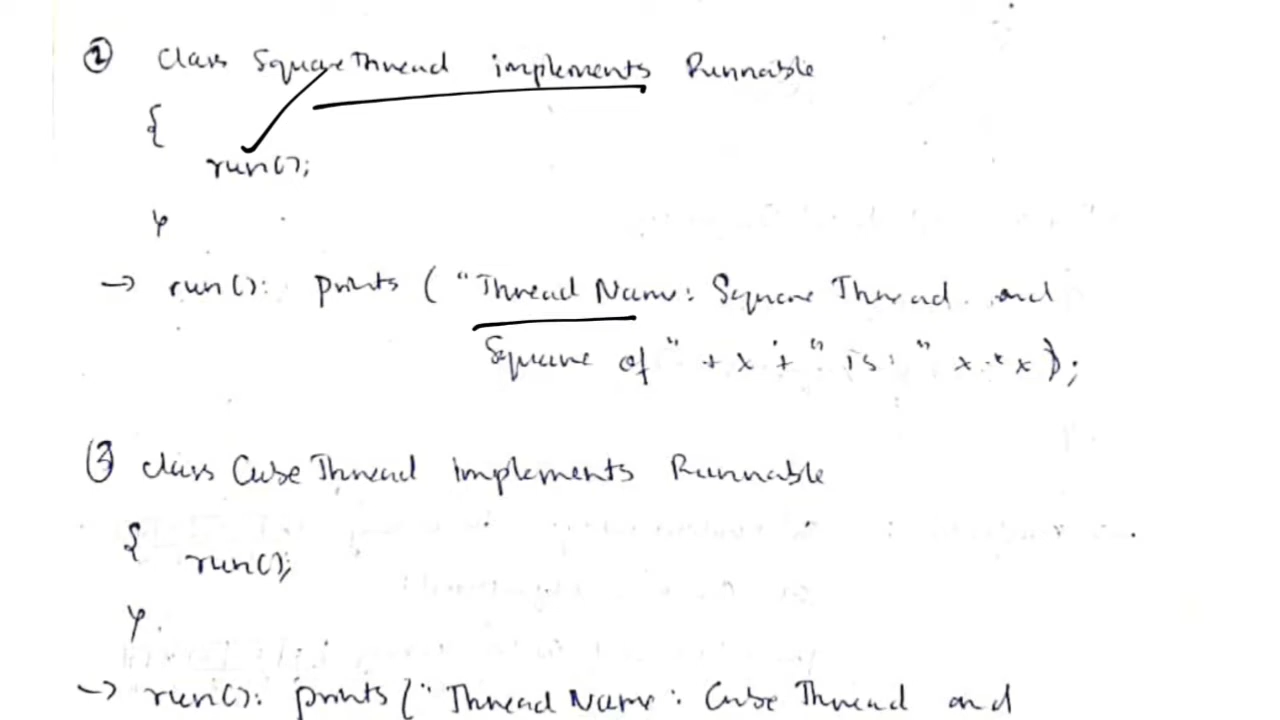 ② class SquareThread implements Runnable
{
run();
}
→ run(): prints ("Thread Name: Square Thread and
Square of " + x + " is: " x * x);
③ class CubeThread implements Runnable
{ run();
}
→ run(): prints (" Thread Name: Cube Thread and